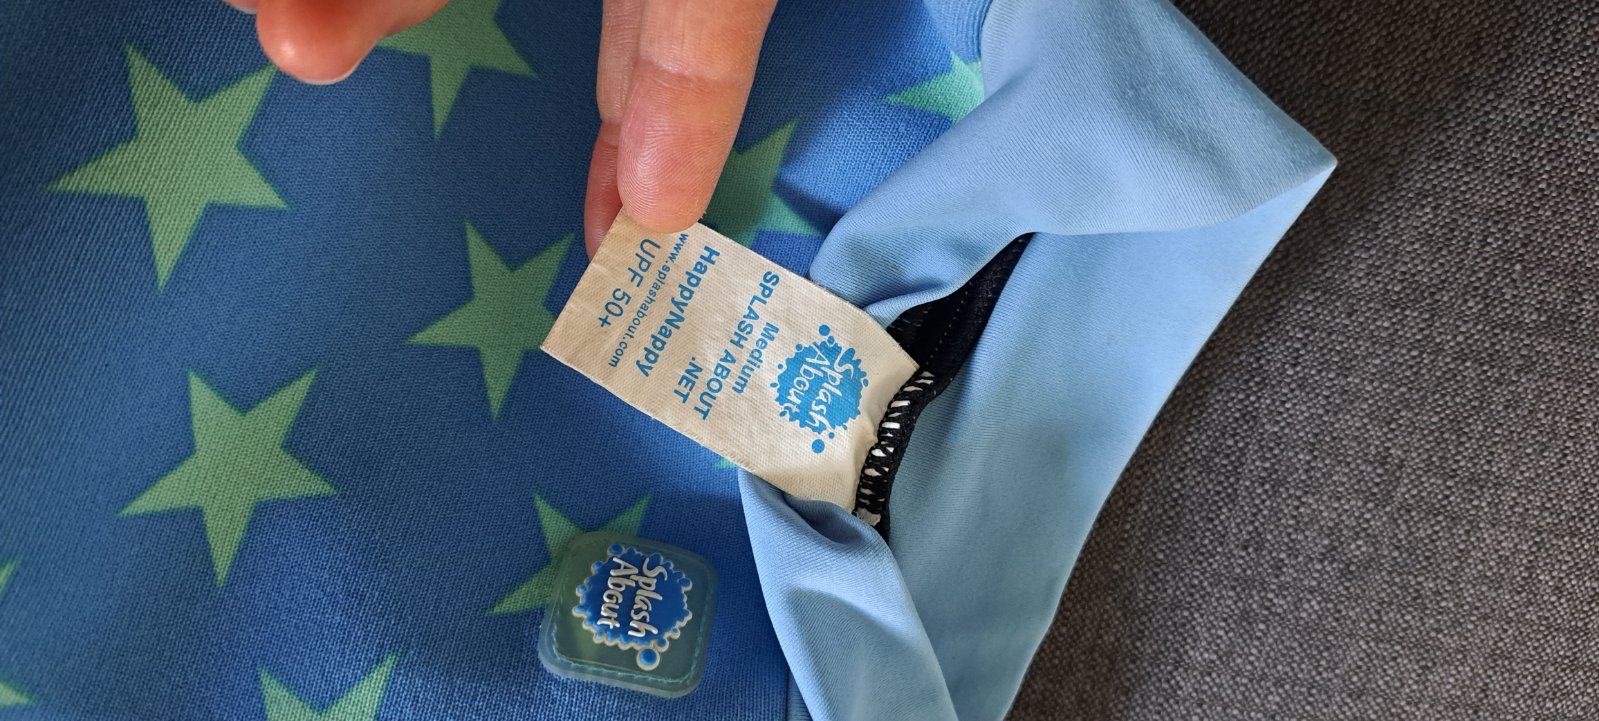 Splash
About
Medium
SPLASH ABOUT
.NET
HappyNappy
www.splashabout.com
UPF 50+
Splash
About